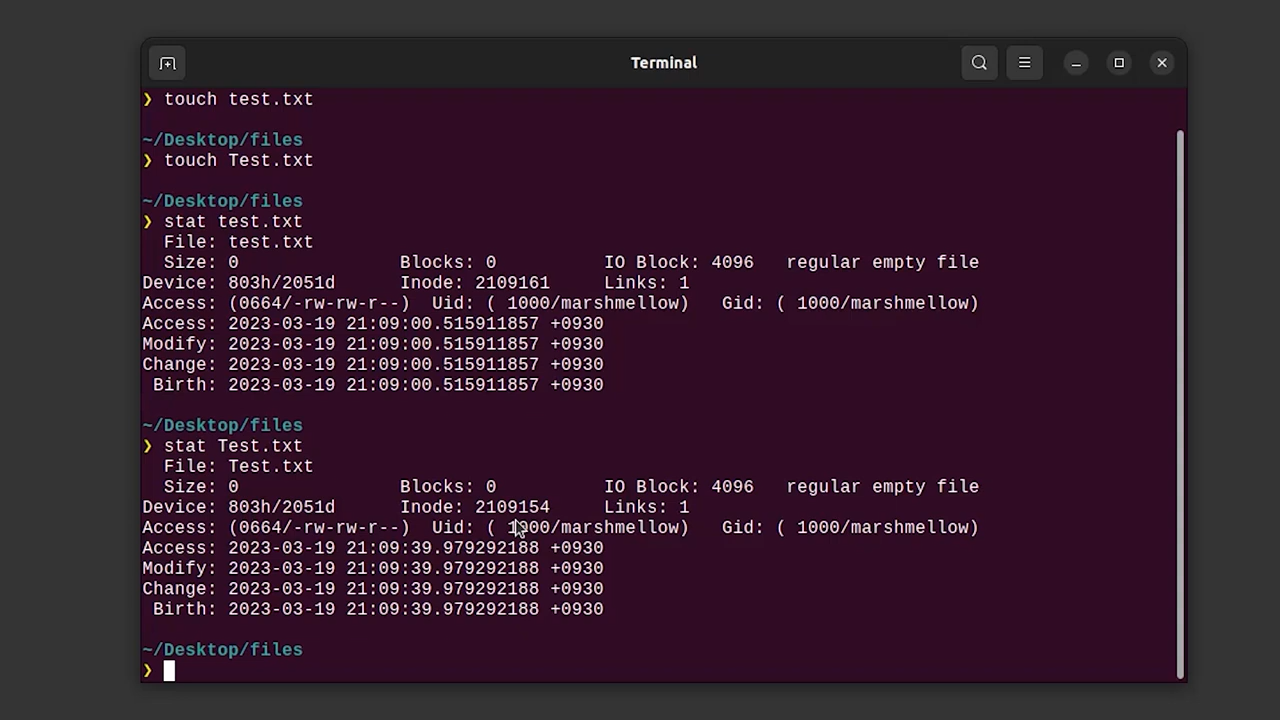 Terminal
❯ touch test.txt
~/Desktop/files
❯ touch Test.txt
~/Desktop/files
❯ stat test.txt
  File: test.txt
  Size: 0               Blocks: 0          IO Block: 4096   regular empty file
Device: 803h/2051d      Inode: 2109161     Links: 1
Access: (0664/-rw-rw-r--)  Uid: ( 1000/marshmellow)   Gid: ( 1000/marshmellow)
Access: 2023-03-19 21:09:00.515911857 +0930
Modify: 2023-03-19 21:09:00.515911857 +0930
Change: 2023-03-19 21:09:00.515911857 +0930
 Birth: 2023-03-19 21:09:00.515911857 +0930
~/Desktop/files
❯ stat Test.txt
  File: Test.txt
  Size: 0               Blocks: 0          IO Block: 4096   regular empty file
Device: 803h/2051d      Inode: 2109154     Links: 1
Access: (0664/-rw-rw-r--)  Uid: ( 1000/marshmellow)   Gid: ( 1000/marshmellow)
Access: 2023-03-19 21:09:39.979292188 +0930
Modify: 2023-03-19 21:09:39.979292188 +0930
Change: 2023-03-19 21:09:39.979292188 +0930
 Birth: 2023-03-19 21:09:39.979292188 +0930
~/Desktop/files
❯